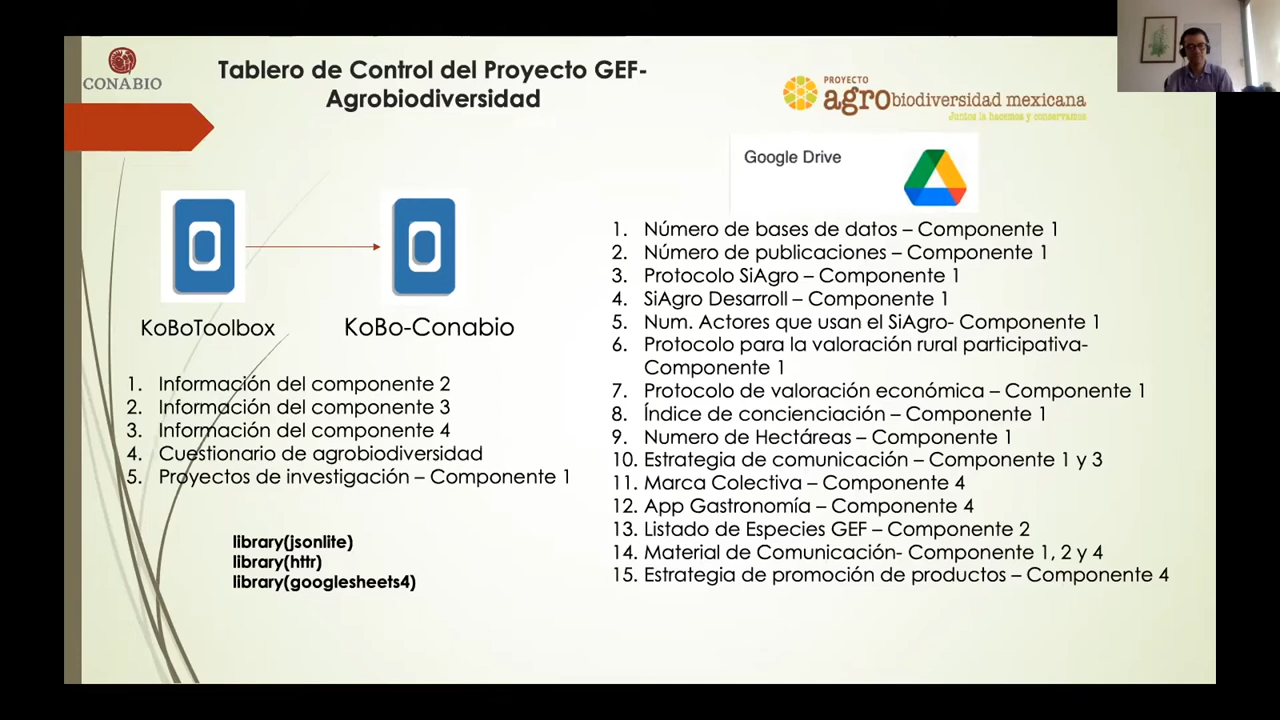 CONABIO
Tablero de Control del Proyecto GEF-
Agrobiodiversidad
PROYECTO
agrobiodiversidad mexicana
Juntos la hacemos y conservamos
Google Drive
KoBoToolbox
KoBo-Conabio
1. Información del componente 2
2. Información del componente 3
3. Información del componente 4
4. Cuestionario de agrobiodiversidad
5. Proyectos de investigación – Componente 1
library(jsonlite)
library(httr)
library(googlesheets4)
1. Número de bases de datos – Componente 1
2. Número de publicaciones – Componente 1
3. Protocolo SiAgro – Componente 1
4. SiAgro Desarroll – Componente 1
5. Num. Actores que usan el SiAgro- Componente 1
6. Protocolo para la valoración rural participativa-
Componente 1
7. Protocolo de valoración económica – Componente 1
8. Índice de concienciación – Componente 1
9. Numero de Hectáreas – Componente 1
10. Estrategia de comunicación – Componente 1 y 3
11. Marca Colectiva – Componente 4
12. App Gastronomía – Componente 4
13. Listado de Especies GEF – Componente 2
14. Material de Comunicación- Componente 1, 2 y 4
15. Estrategia de promoción de productos – Componente 4